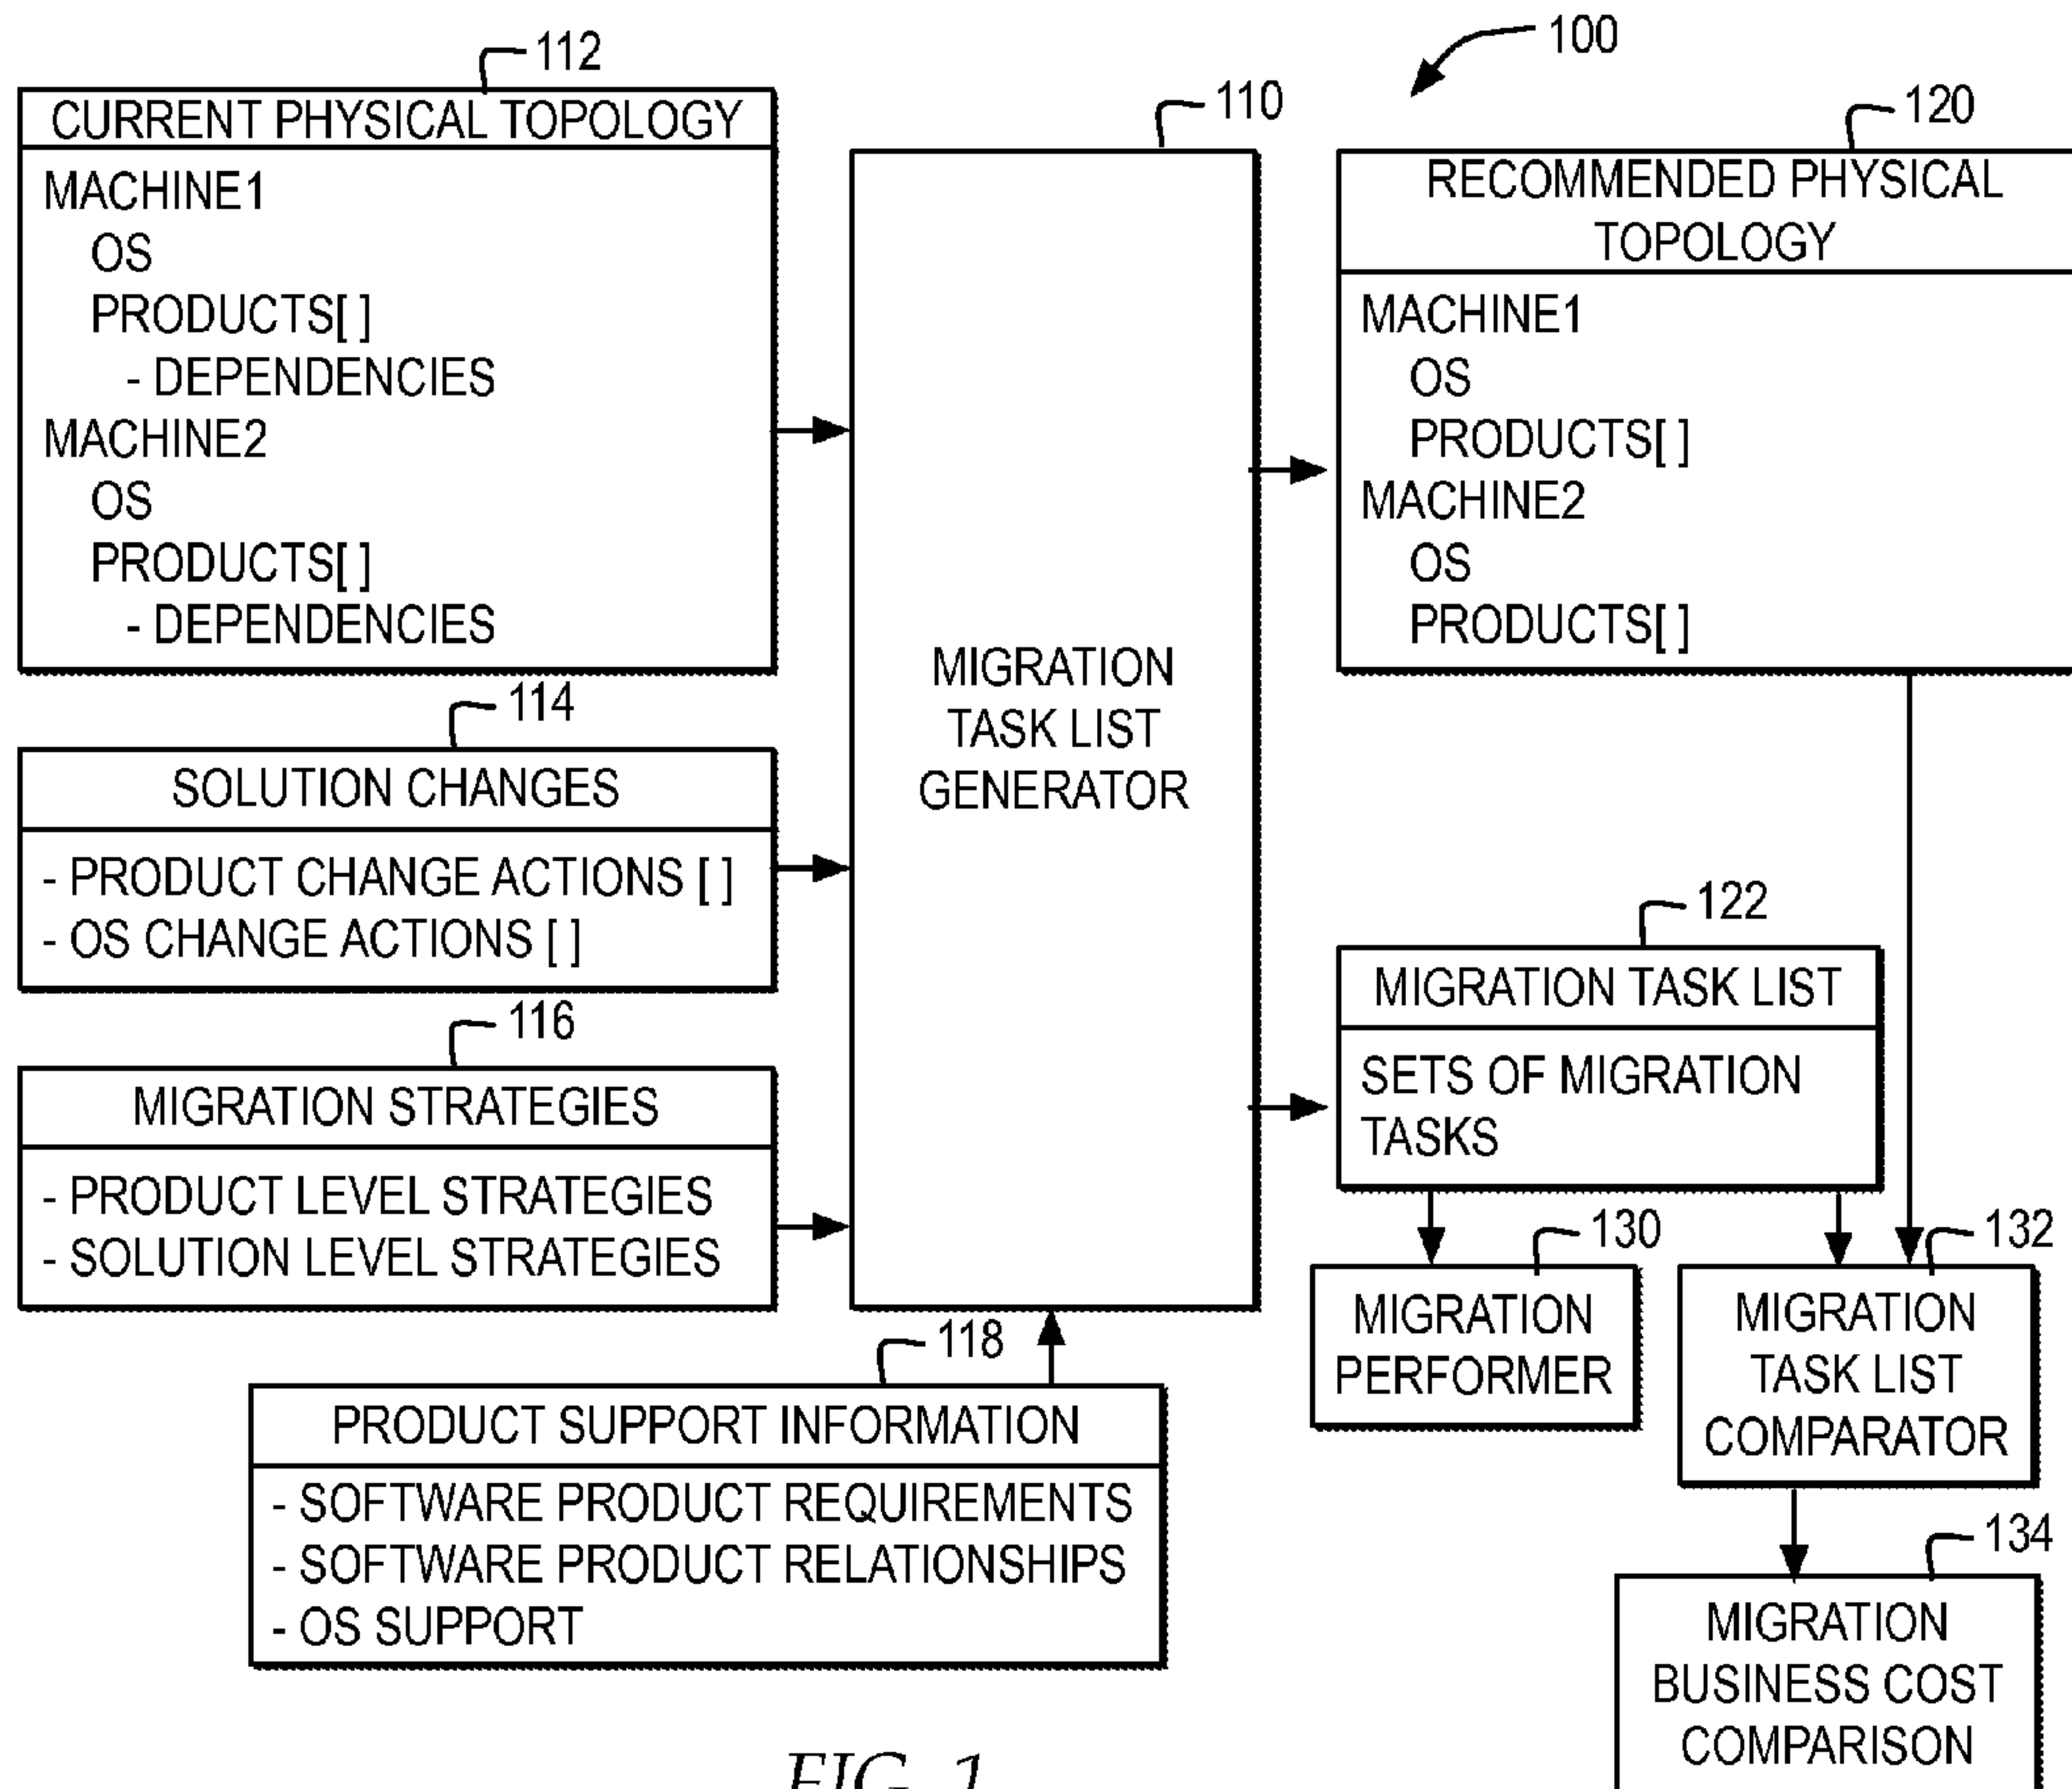 100
112
CURRENT PHYSICAL TOPOLOGY
MACHINE1
OS
PRODUCTS[ ]
- DEPENDENCIES
MACHINE2
OS
PRODUCTS[ ]
- DEPENDENCIES
114
SOLUTION CHANGES
- PRODUCT CHANGE ACTIONS [ ]
- OS CHANGE ACTIONS [ ]
116
MIGRATION STRATEGIES
- PRODUCT LEVEL STRATEGIES
- SOLUTION LEVEL STRATEGIES
118
PRODUCT SUPPORT INFORMATION
- SOFTWARE PRODUCT REQUIREMENTS
- SOFTWARE PRODUCT RELATIONSHIPS
- OS SUPPORT
110
MIGRATION
TASK LIST
GENERATOR
120
RECOMMENDED PHYSICAL
TOPOLOGY
MACHINE1
OS
PRODUCTS[ ]
MACHINE2
OS
PRODUCTS[ ]
122
MIGRATION TASK LIST
SETS OF MIGRATION
TASKS
130
MIGRATION
PERFORMER
132
MIGRATION
TASK LIST
COMPARATOR
134
MIGRATION
BUSINESS COST
COMPARISON
FIG. 1